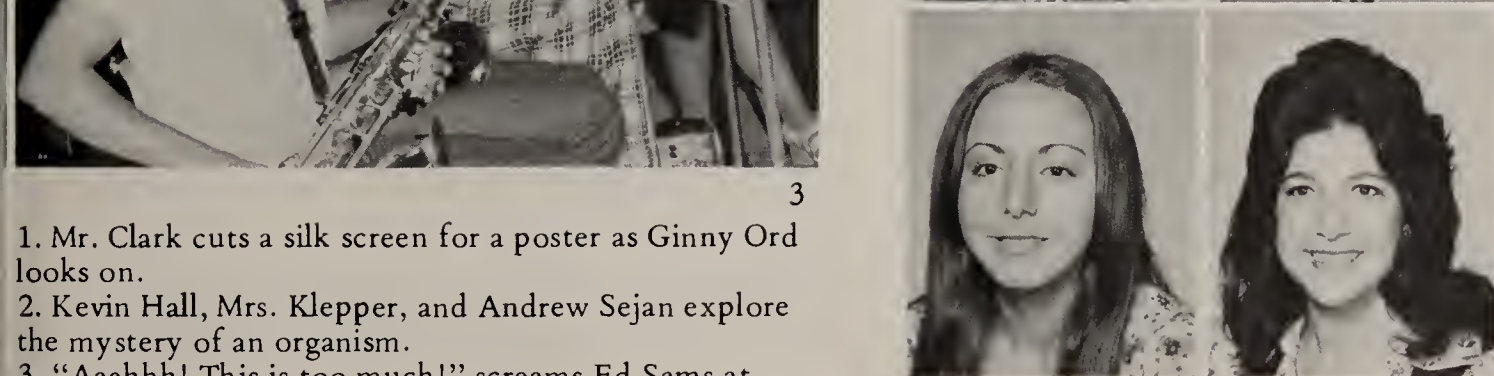 3
1. Mr. Clark cuts a silk screen for a poster as Ginny Ord
looks on.
2. Kevin Hall, Mrs. Klepper, and Andrew Sejan explore
the mystery of an organism.
3. “Aaahhh! This is too much!” screams Ed Sams at